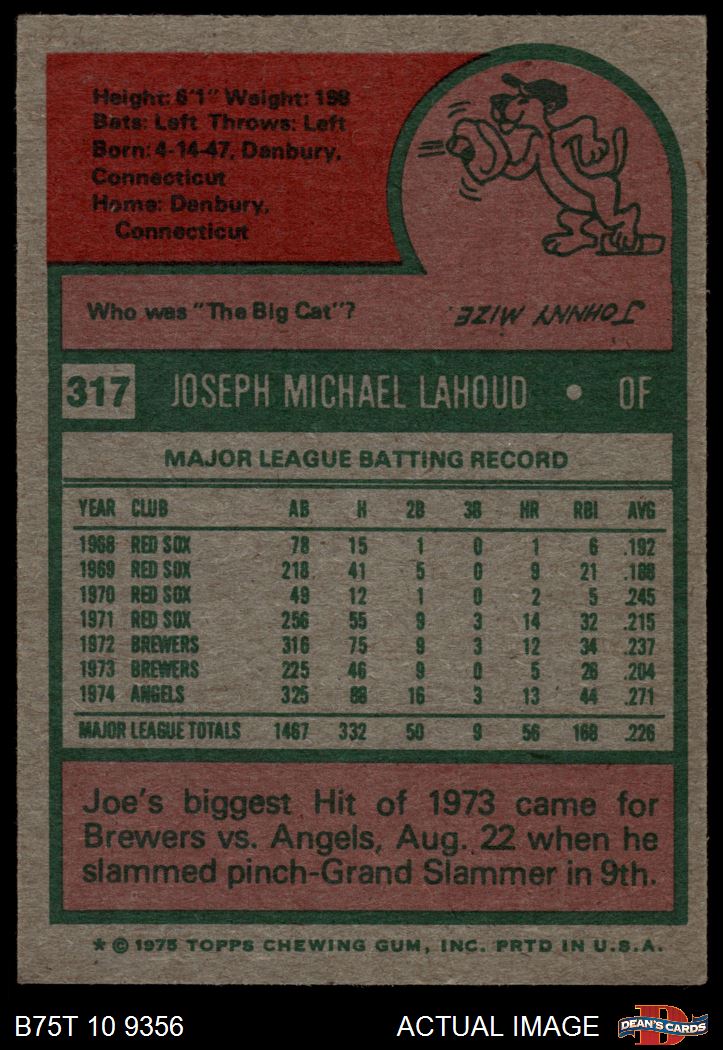 Height: 6'1" Weight: 198
Bats: Left Throws: Left
Born: 4-14-47, Danbury,
Connecticut
Home: Danbury,
Connecticut
Who was "The Big Cat"?
JOHNNY MIZE.
317 JOSEPH MICHAEL LAHOUD • OF
MAJOR LEAGUE BATTING RECORD
YEAR CLUB AB H 2B 3B HR RBI AVG
1968 RED SOX 78 15 1 0 1 6 .192
1969 RED SOX 218 41 5 0 9 21 .188
1970 RED SOX 49 12 1 0 2 5 .245
1971 RED SOX 256 55 9 3 14 32 .215
1972 BREWERS 316 75 9 3 12 34 .237
1973 BREWERS 225 46 9 0 5 26 .204
1974 ANGELS 325 88 16 3 13 44 .271
MAJOR LEAGUE TOTALS 1467 332 50 9 56 168 .226
Joe's biggest Hit of 1973 came for
Brewers vs. Angels, Aug. 22 when he
slammed pinch-Grand Slammer in 9th.
* © 1975 TOPPS CHEWING GUM, INC. PRTD IN U.S.A.
B75T 10 9356 ACTUAL IMAGE D DEAN'S CARDS